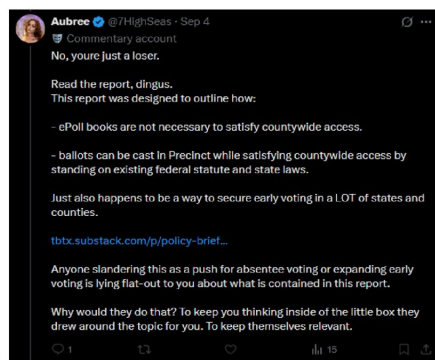 Aubree @7HighSeas · Sep 4
Commentary account
No, youre just a loser.
Read the report, dingus.
This report was designed to outline how:
- ePoll books are not necessary to satisfy countywide access.
- ballots can be cast in Precinct while satisfying countywide access by
standing on existing federal statute and state laws.
Just also happens to be a way to secure early voting in a LOT of states and
counties.
tbtx.substack.com/p/policy-brief...
Anyone slandering this as a push for absentee voting or expanding early
voting is lying flat-out to you about what is contained in this report.
Why would they do that? To keep you thinking inside of the little box they
drew around the topic for you. To keep themselves relevant.
1 15